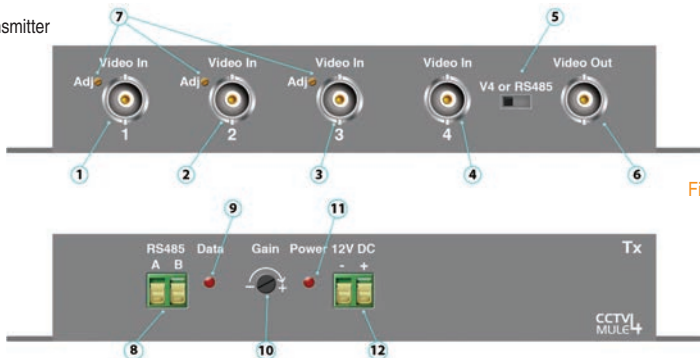 nsmitter
7
5
Video In
Video In
Video In
Video In
Video Out
Adj
Adj
Adj
V4 or RS485
1
2
3
4
1
2
3
4
6
Fi
9
11
RS485 Data Gain Power 12V DC
Tx
A B
- +
- +
CCTV
MULE 4
8
10
12